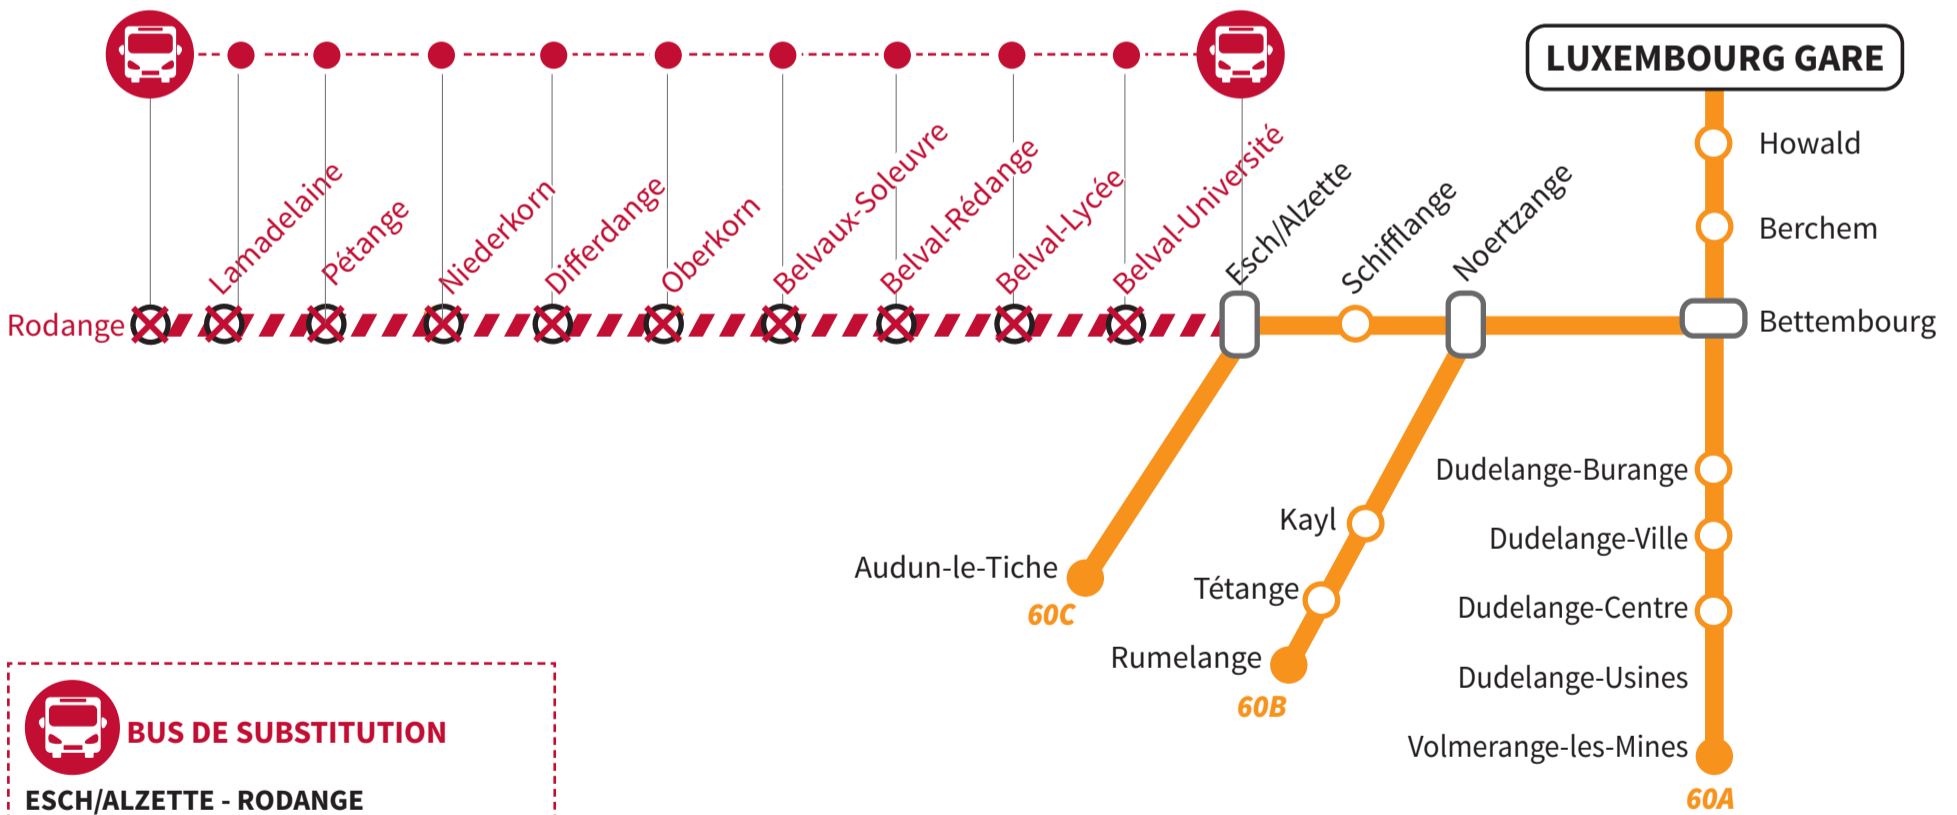 LUXEMBOURG GARE
Howald
Berchem
Bettembourg
Rodange
Lamadelaine
Pétange
Niederkorn
Differdange
Oberkorn
Belvaux-Soleuvre
Belval-Rédange
Belval-Lycée
Belval-Université
Esch/Alzette
Schifflange
Noertzange
Audun-le-Tiche
60C
Kayl
Tétange
Rumelange
60B
Dudelange-Burange
Dudelange-Ville
Dudelange-Centre
Dudelange-Usines
Volmerange-les-Mines
60A
BUS DE SUBSTITUTION
ESCH/ALZETTE - RODANGE